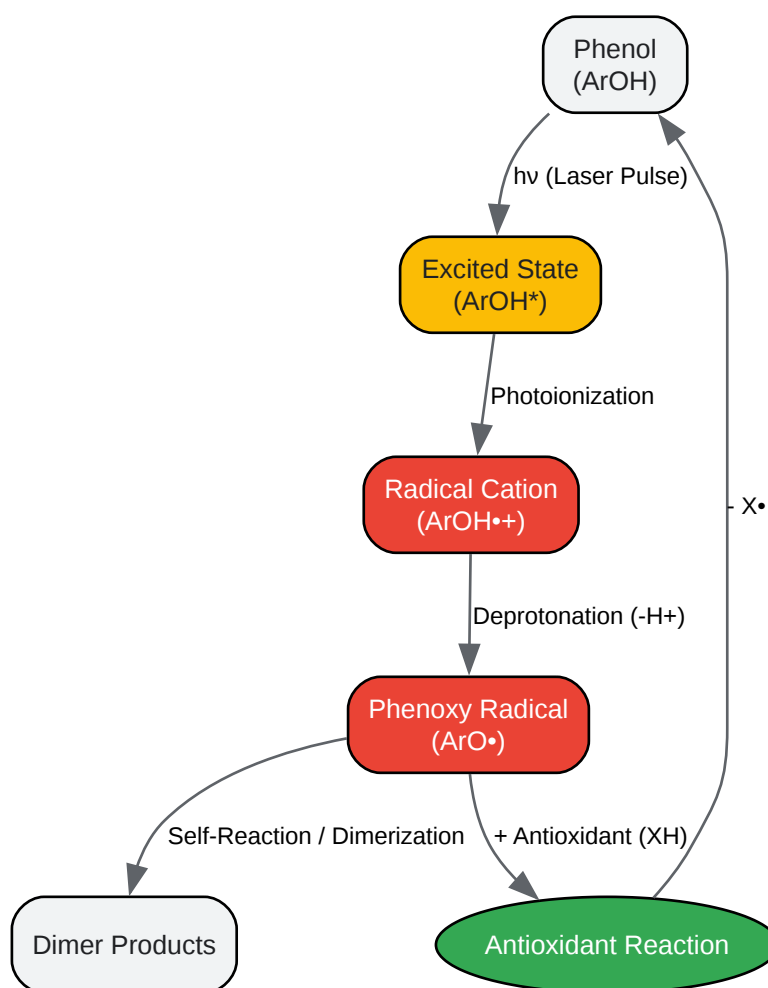 Phenol
(ArOH)
hν (Laser Pulse)
Excited State
(ArOH*)
Photoionization
Radical Cation
(ArOH•+)
- X•
Deprotonation (-H+)
Phenoxy Radical
(ArO•)
Self-Reaction / Dimerization
+ Antioxidant (XH)
Dimer Products
Antioxidant Reaction